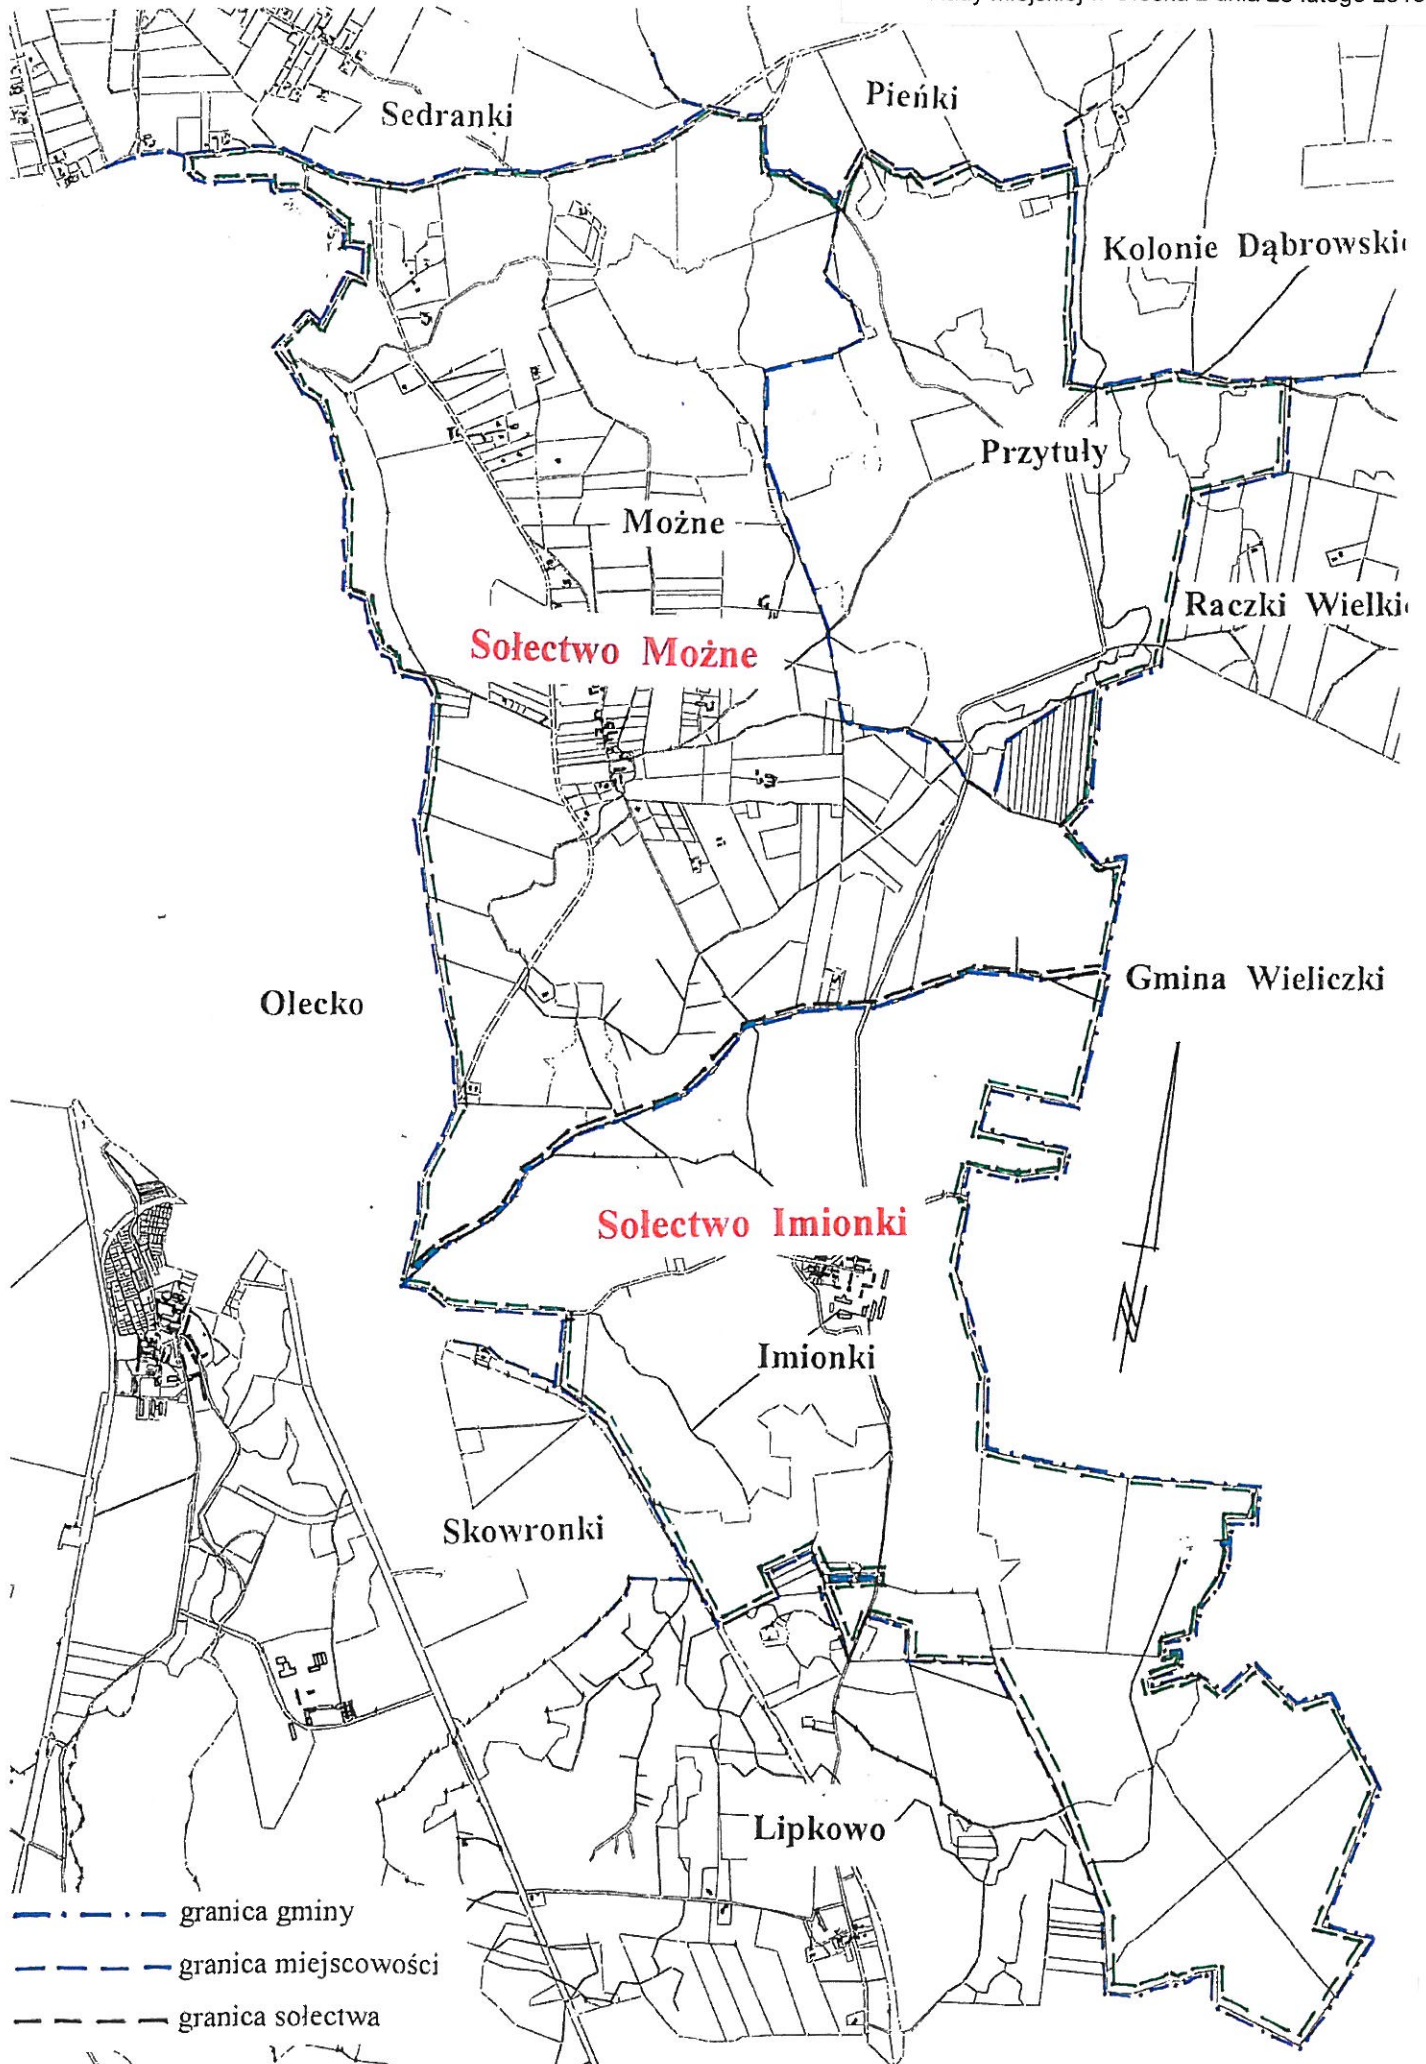 Sedranki
Pieńki
Kolonie Dąbrowski
Przytuły
Możne
Raczki Wielki
Sołectwo Możne
Olecko
Gmina Wieliczki
Sołectwo Imionki
Imionki
Skowronki
Lipkowo
granica gminy
granica miejscowości
granica sołectwa